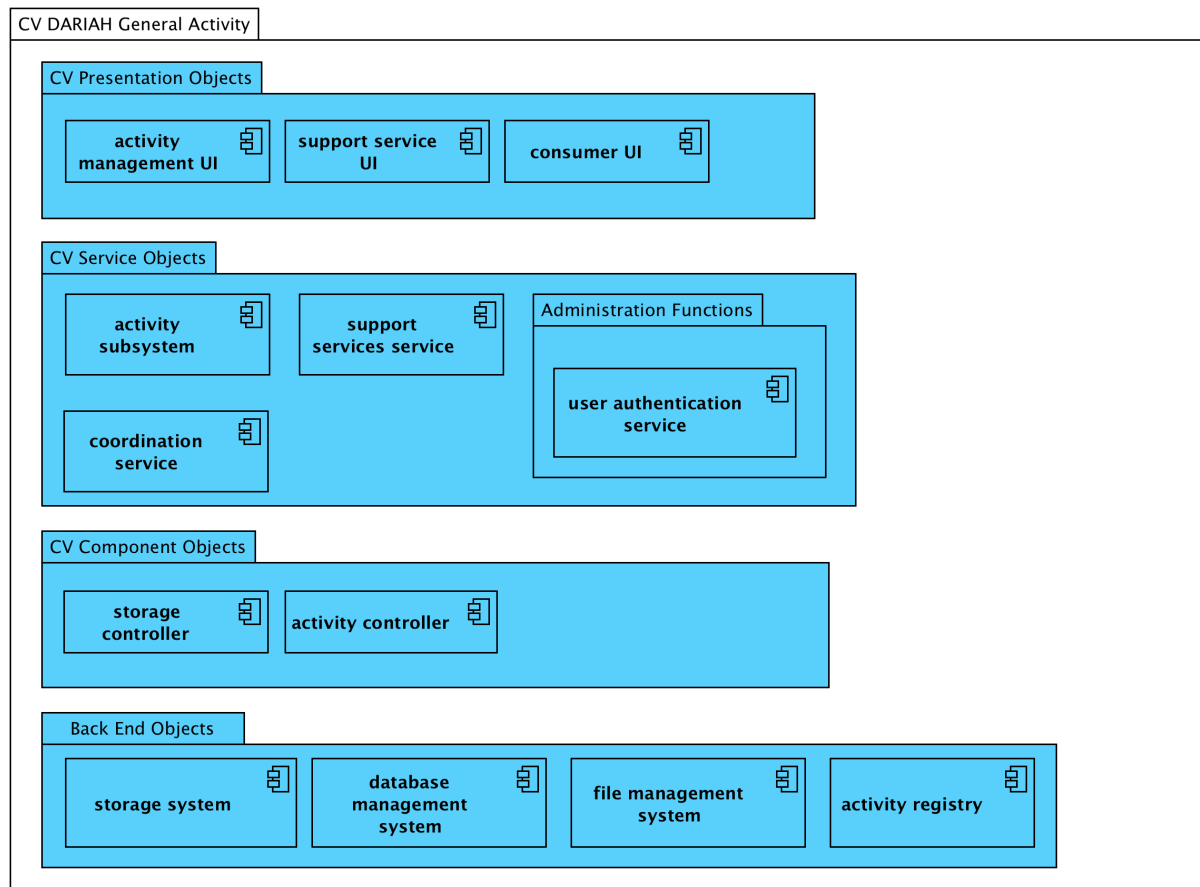 CV DARIAH General Activity
CV Presentation Objects
activity
management UI
support service
UI
consumer UI
CV Service Objects
activity
subsystem
support
services service
Administration Functions
user authentication
service
coordination
service
CV Component Objects
storage
controller
activity controller
Back End Objects
storage system
database
management
system
file management
system
activity registry